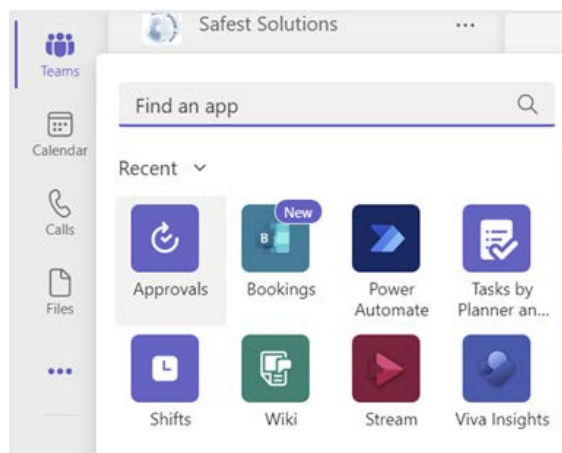 Safest Solutions
Teams
Find an app
Calendar
Recent
Calls
New
B
Approvals
Bookings
Power
Automate
Tasks by
Planner an...
Files
L
Shifts
Wiki
Stream
Viva Insights